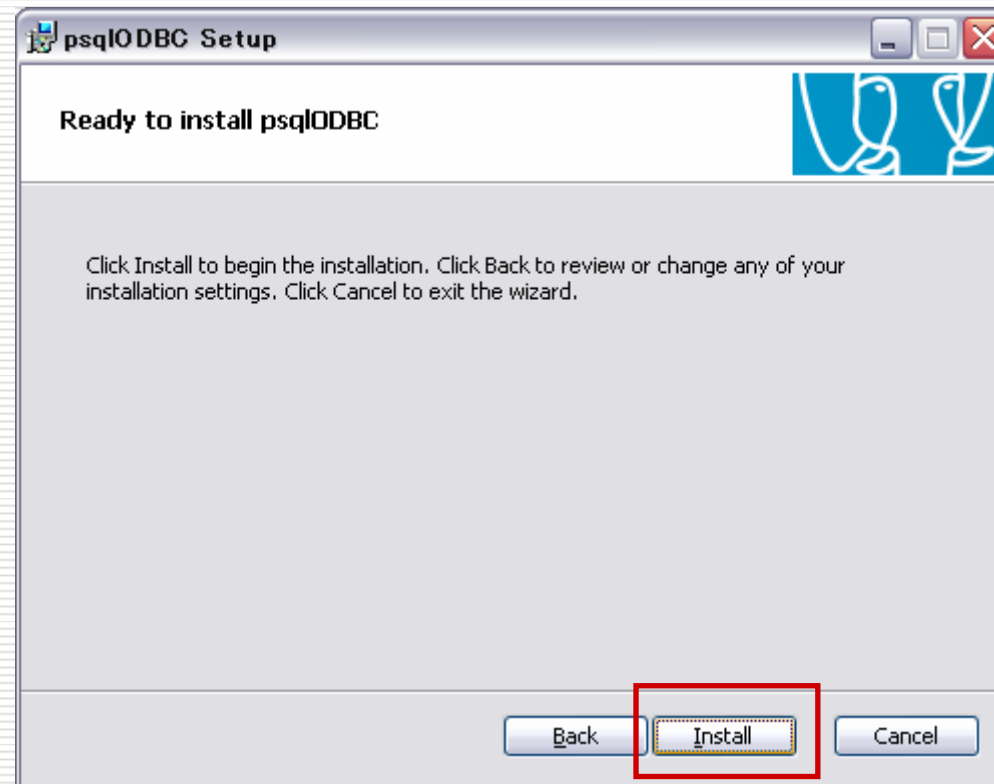 psqlODBC Setup
Ready to install psqlODBC
Click Install to begin the installation. Click Back to review or change any of your
installation settings. Click Cancel to exit the wizard.
Back
Install
Cancel